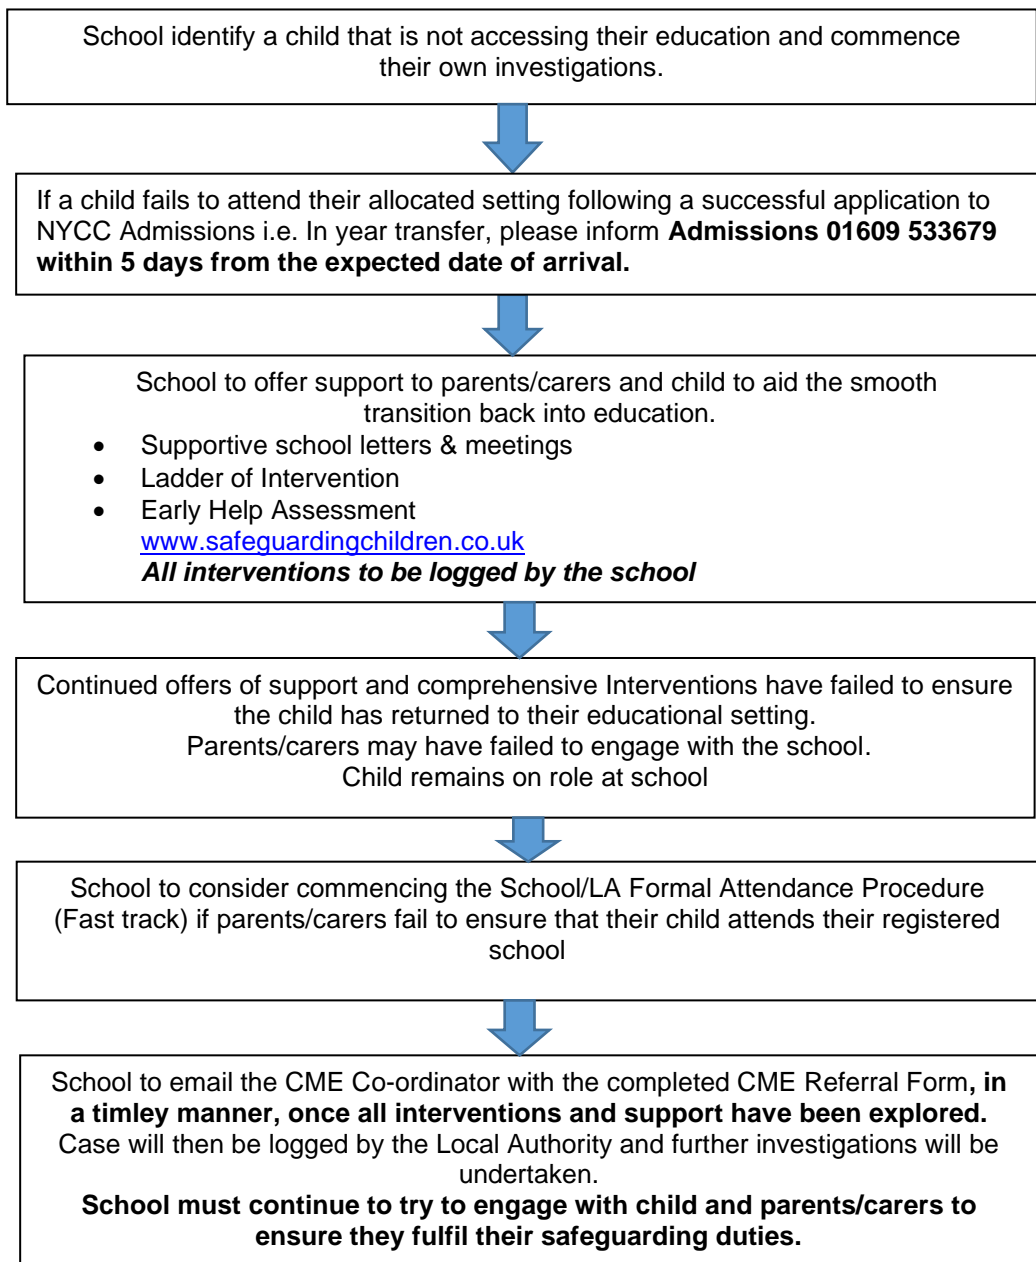 School identify a child that is not accessing their education and commence
their own investigations.
If a child fails to attend their allocated setting following a successful application to
NYCC Admissions i.e. In year transfer, please inform Admissions 01609 533679
within 5 days from the expected date of arrival.
School to offer support to parents/carers and child to aid the smooth
transition back into education.
• Supportive school letters & meetings
• Ladder of Intervention
• Early Help Assessment
www.safeguardingchildren.co.uk
All interventions to be logged by the school
Continued offers of support and comprehensive Interventions have failed to ensure
the child has returned to their educational setting.
Parents/carers may have failed to engage with the school.
Child remains on role at school
School to consider commencing the School/LA Formal Attendance Procedure
(Fast track) if parents/carers fail to ensure that their child attends their registered
school
School to email the CME Co-ordinator with the completed CME Referral Form, in
a timley manner, once all interventions and support have been explored.
Case will then be logged by the Local Authority and further investigations will be
undertaken.
School must continue to try to engage with child and parents/carers to
ensure they fulfil their safeguarding duties.